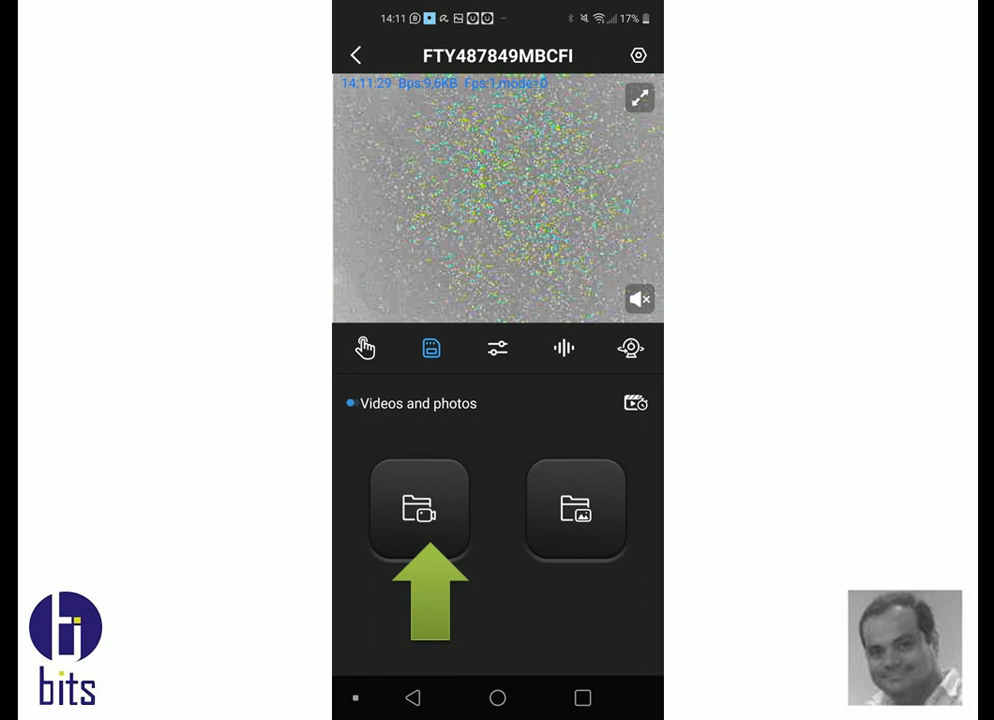 14:11
17%
FTY487849MBCFI
14:11:29 Bps:9.6KB Fps:1,mode=0
Videos and photos
bits